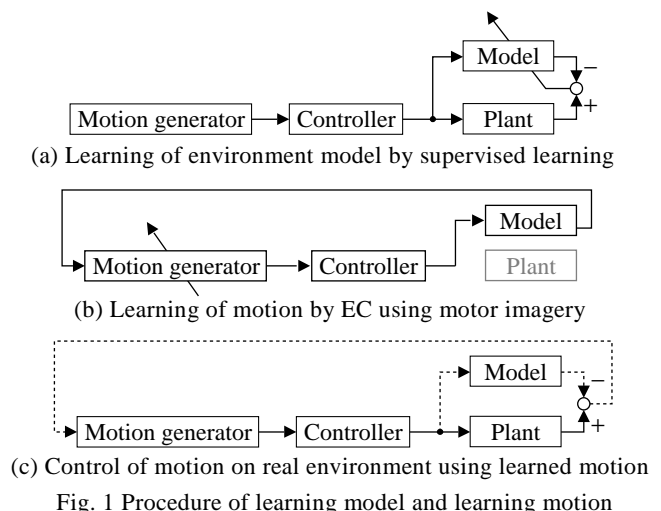 Model
−
+
Motion generator
Controller
Plant
(a) Learning of environment model by supervised learning
Model
Motion generator
Controller
Plant
(b) Learning of motion by EC using motor imagery
Model
−
+
Motion generator
Controller
Plant
(c) Control of motion on real environment using learned motion
Fig. 1 Procedure of learning model and learning motion